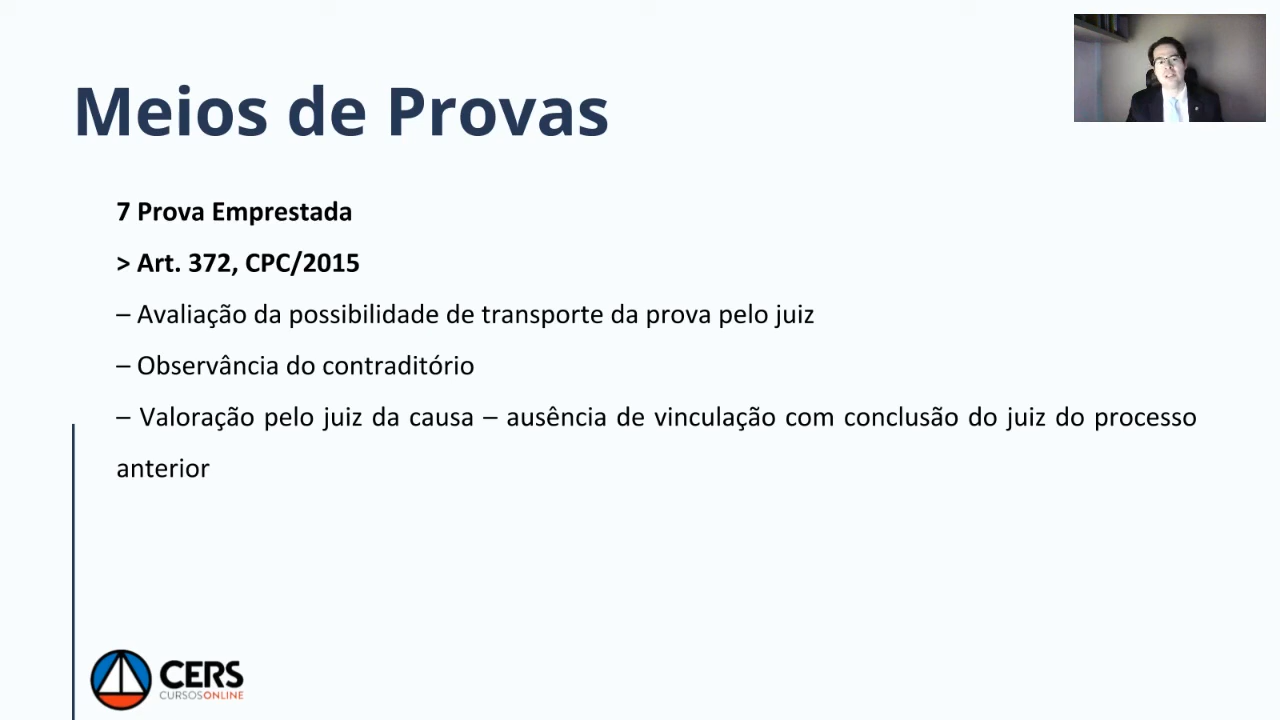 Meios de Provas
7 Prova Emprestada
> Art. 372, CPC/2015
– Avaliação da possibilidade de transporte da prova pelo juiz
– Observância do contraditório
– Valoração pelo juiz da causa – ausência de vinculação com conclusão do juiz do processo
anterior
CERS
CURSOSONLINE